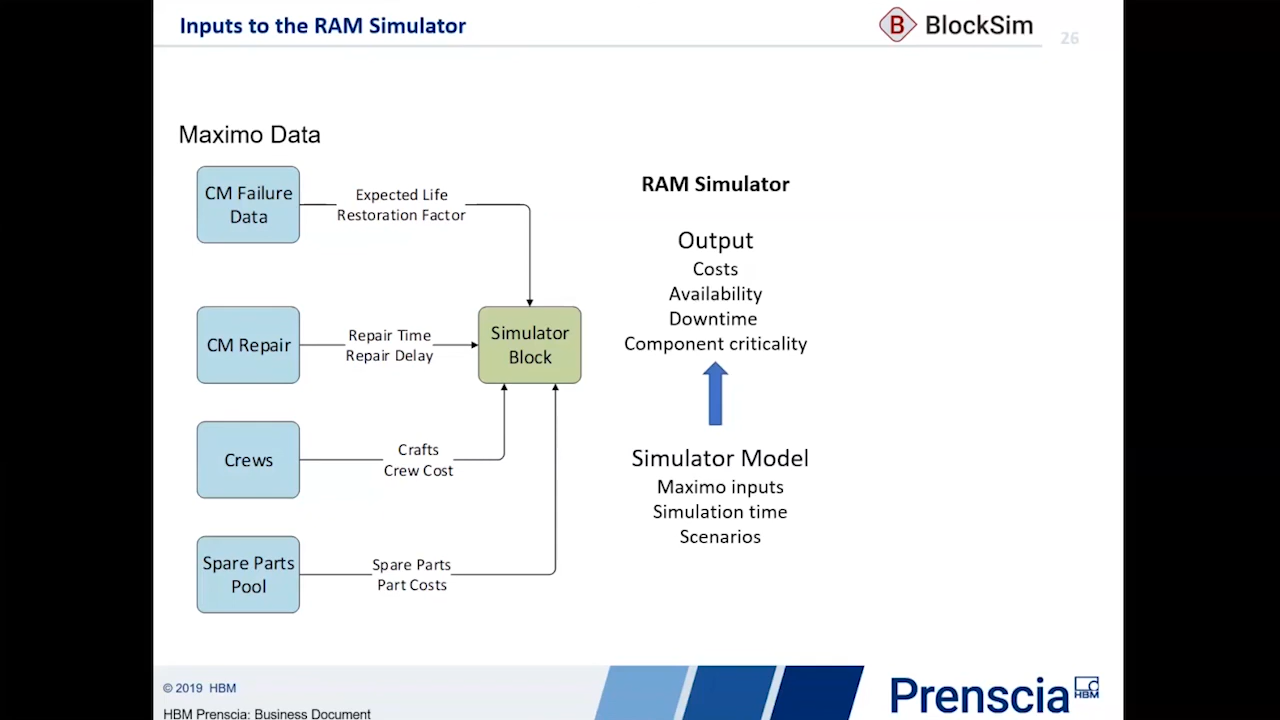 Inputs to the RAM Simulator
B BlockSim
26
Maximo Data
CM Failure
Data
Expected Life
Restoration Factor
CM Repair
Repair Time
Repair Delay
Simulator
Block
Crews
Crafts
Crew Cost
Spare Parts
Pool
Spare Parts
Part Costs
RAM Simulator
Output
Costs
Availability
Downtime
Component criticality
Simulator Model
Maximo inputs
Simulation time
Scenarios
© 2019 HBM
HBM Prenscia: Business Document
Prenscia
HBM